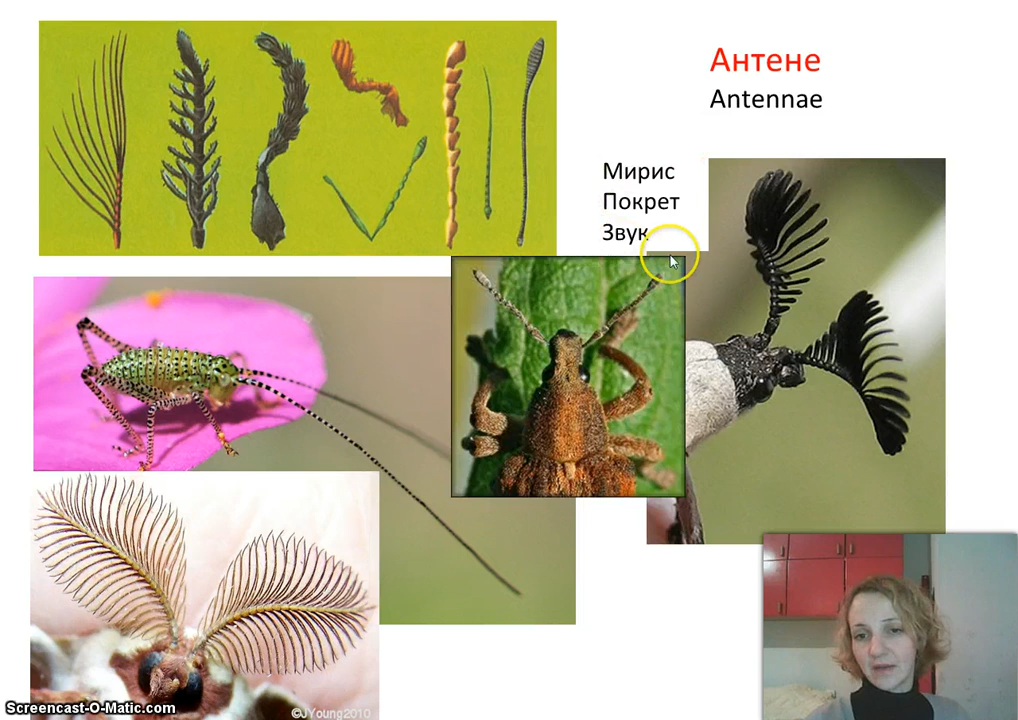 Антене
Antennae
Мирис
Покрет
Звук
©JYoung2010
Screencast-O-Matic.com